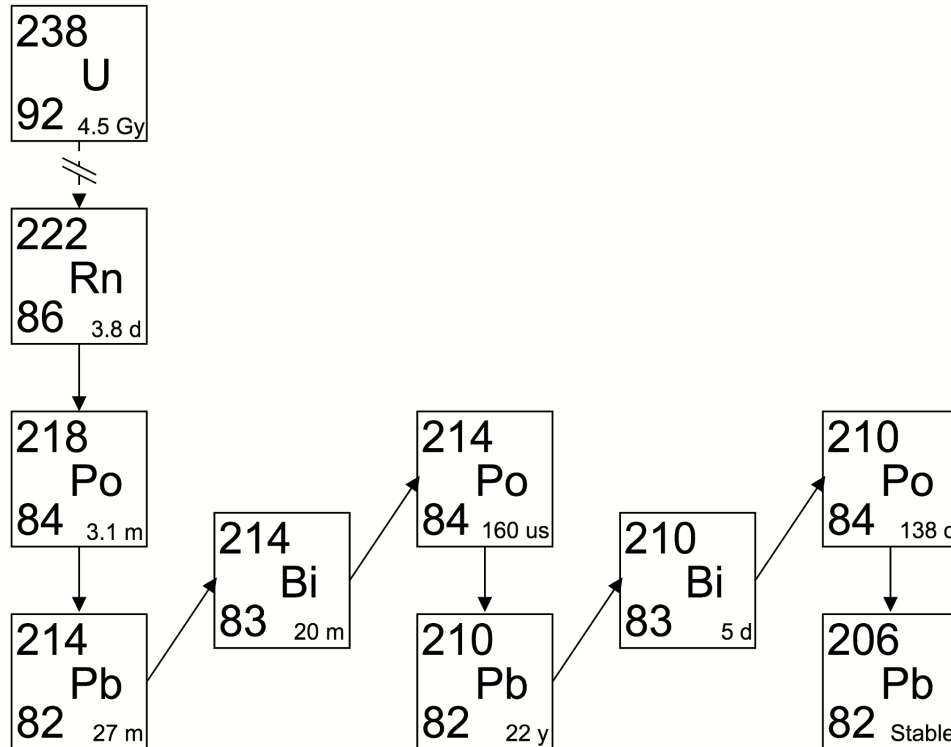 238
U
92 4.5 Gy
222
Rn
86 3.8 d
218
Po
84 3.1 m
214
Po
84 160 us
210
Po
84 138 d
214
Bi
83 20 m
210
Bi
83 5 d
214
Pb
82 27 m
210
Pb
82 22 y
206
Pb
82 Stable